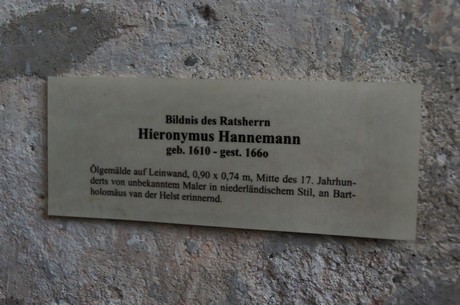 Bildnis des Ratsherrn
Hieronymus Hannemann
geb. 1610 - gest. 1660
Ölgemälde auf Leinwand, 0,90 x 0,74 m, Mitte des 17. Jahrhun-
derts von unbekanntem Maler in niederländischem Stil, an Bart-
holomäus van der Helst erinnernd.